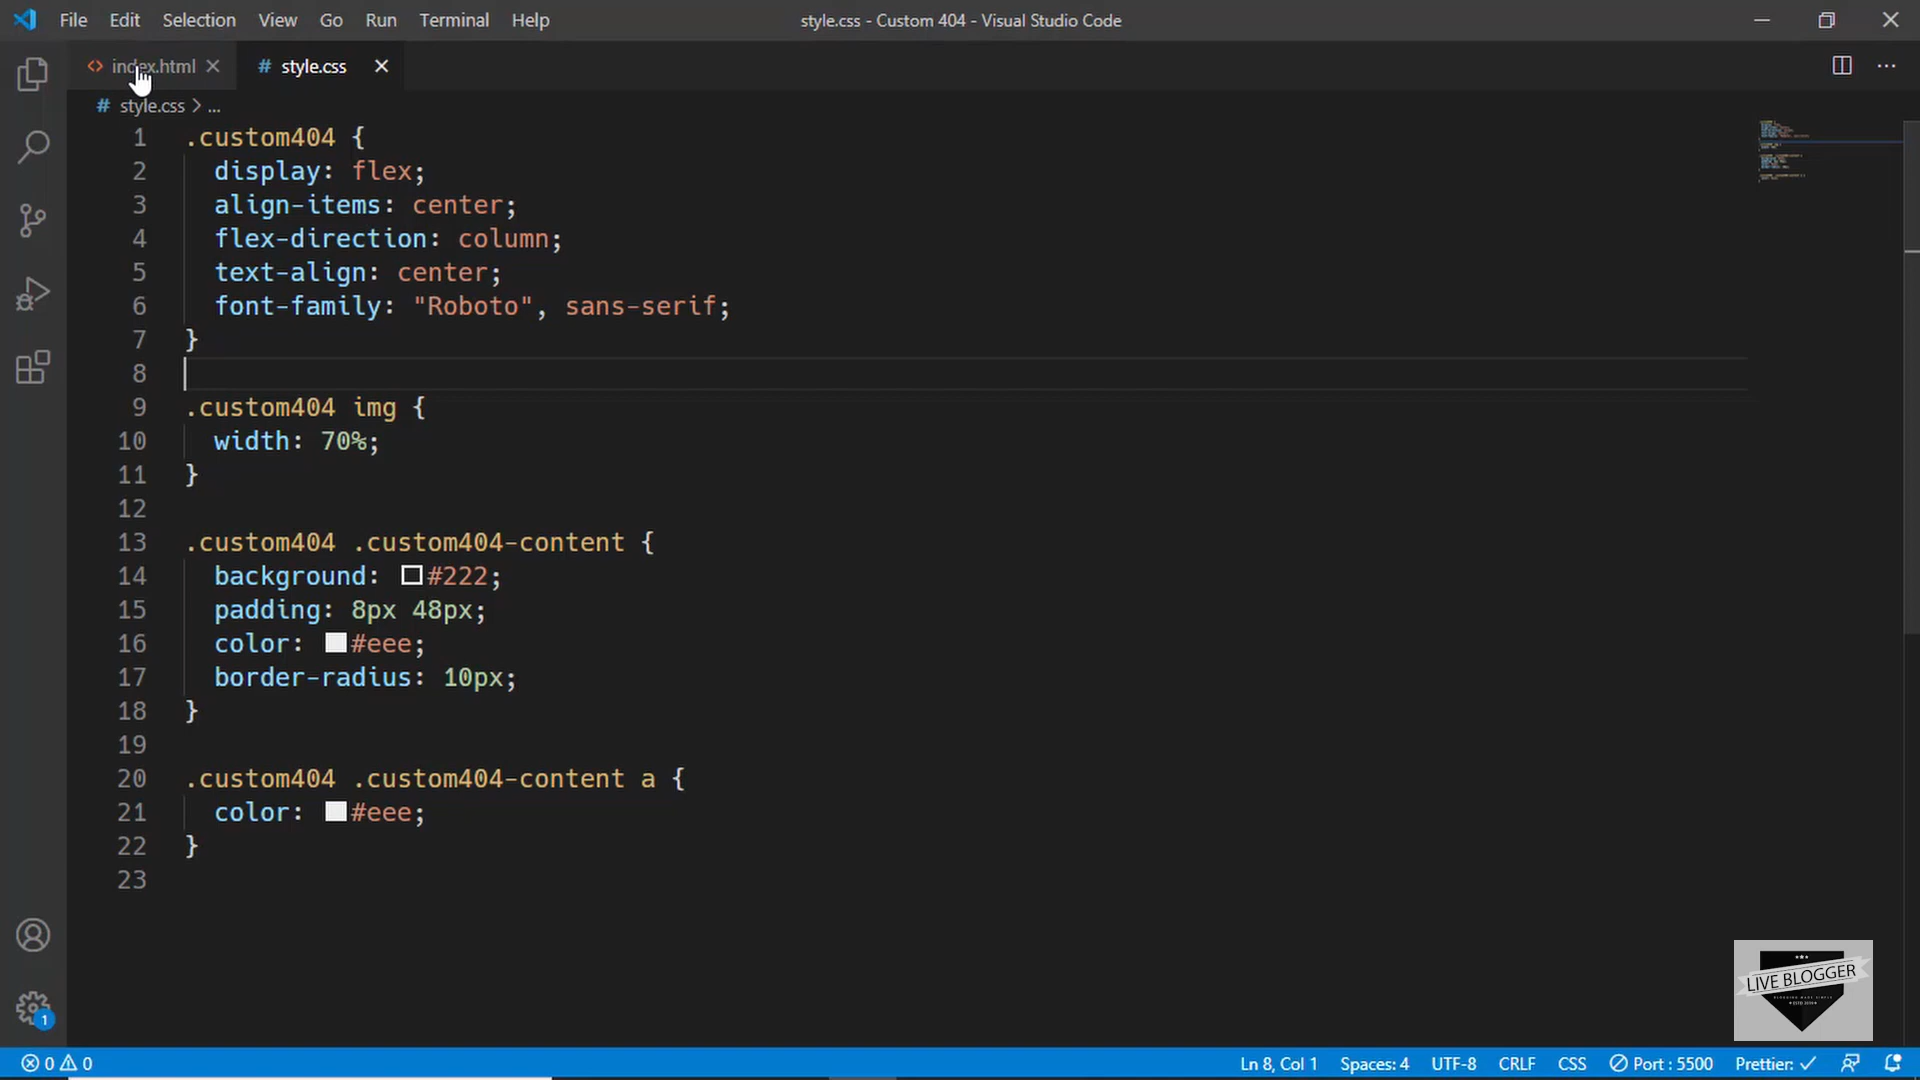 File Edit Selection View Go Run Terminal Help style.css - Custom 404 - Visual Studio Code
index.html style.css
# style.css > ...
1 .custom404 {
2 display: flex;
3 align-items: center;
4 flex-direction: column;
5 text-align: center;
6 font-family: "Roboto", sans-serif;
7 }
8
9 .custom404 img {
10 width: 70%;
11 }
12
13 .custom404 .custom404-content {
14 background: #222;
15 padding: 8px 48px;
16 color: #eee;
17 border-radius: 10px;
18 }
19
20 .custom404 .custom404-content a {
21 color: #eee;
22 }
23
LIVE BLOGGER
1
0 0 Ln 8, Col 1 Spaces: 4 UTF-8 CRLF CSS Port : 5500 Prettier: ✓